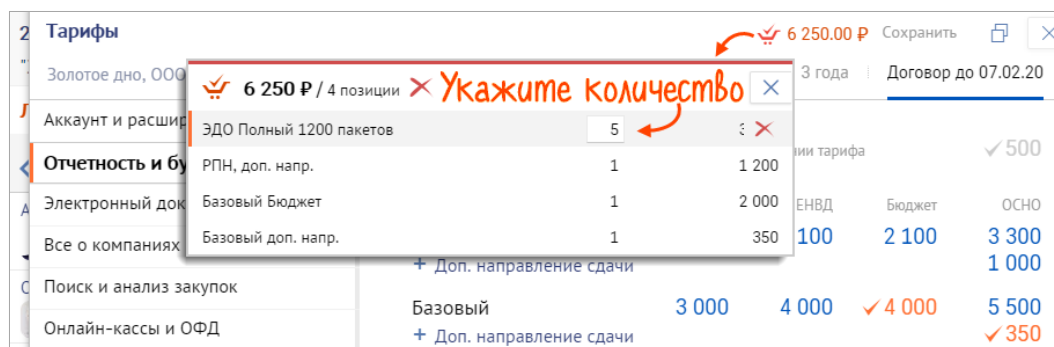 Тарифы
6 250.00 ₽ Сохранить
Золотое дно, ООО
3 года
Договор до 07.02.20
6 250 ₽ / 4 позиции
Укажите количество
ЭДО Полный 1200 пакетов 5
РПН, доп. напр. 1 1 200
Базовый Бюджет 1 2 000
Базовый доп. напр. 1 350
Аккаунт и
Отчетность и
Электронный
Все о компаниях
Поиск и анализ закупок
Онлайн-кассы и ОФД
тарифа 500
ЕНВД Бюджет ОСНО
100 2 100 3 300
+ Доп. направление сдачи 1 000
Базовый 3 000 4 000 4 000 5 500
+ Доп. направление сдачи 350